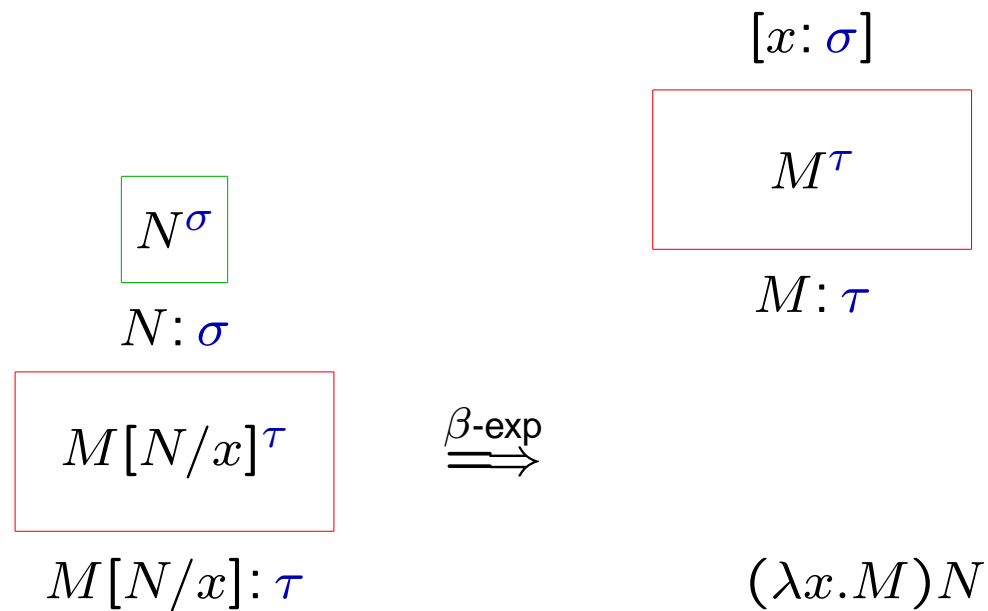 [x: σ]
M^τ
N^σ
M: τ
N: σ
M[N/x]^τ
β-exp
⟹
M[N/x]: τ
(λx.M)N